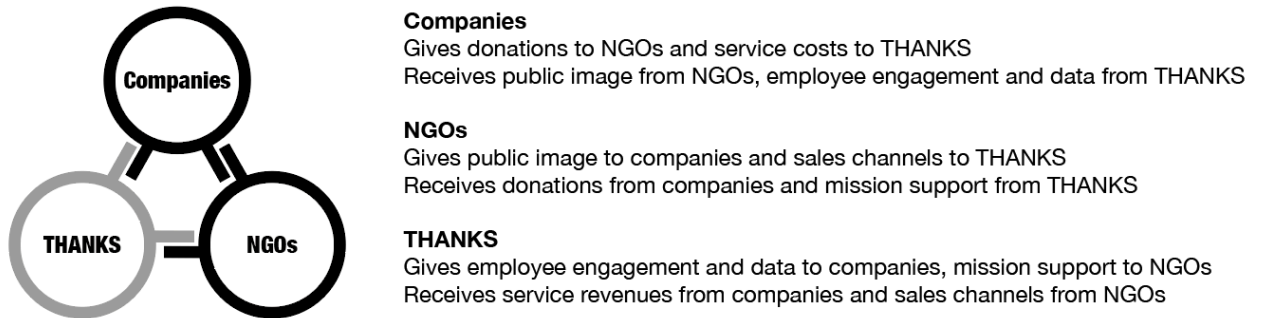 Companies
THANKS
NGOs
Companies
Gives donations to NGOs and service costs to THANKS
Receives public image from NGOs, employee engagement and data from THANKS
NGOs
Gives public image to companies and sales channels to THANKS
Receives donations from companies and mission support from THANKS
THANKS
Gives employee engagement and data to companies, mission support to NGOs
Receives service revenues from companies and sales channels from NGOs